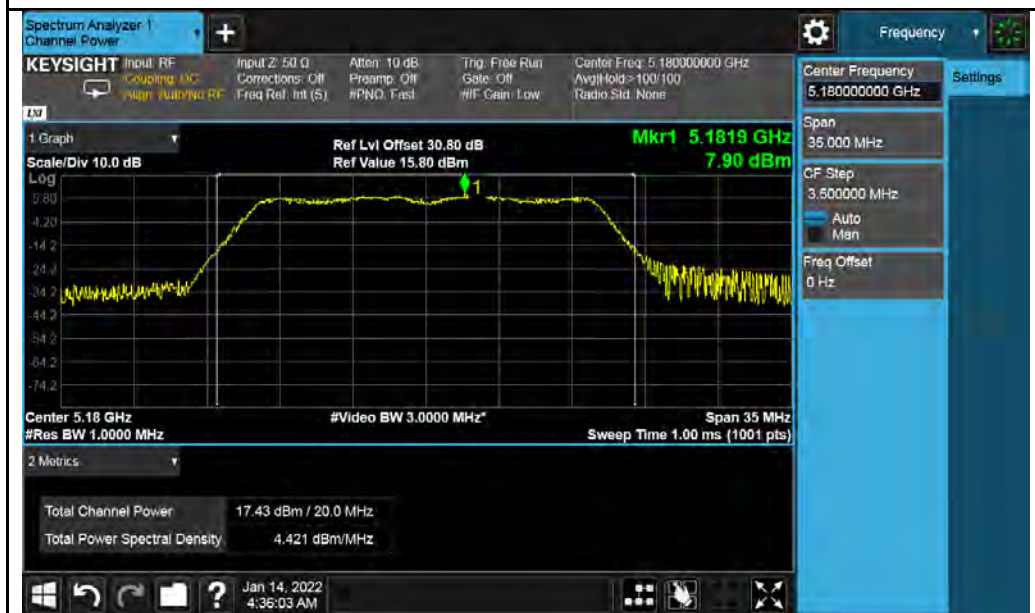 Spectrum Analyzer 1
Channel Power
+
Frequency
KEYSIGHT Input: RF
Coupling: DC
Align: Auto/No RF
Input Z: 50 Ω
Corrections: Off
Freq Ref: Int (S)
Atten: 10 dB
Preamp: Off
#PNO: Fast
Trig: Free Run
Gate: Off
#IF Gain: Low
Center Freq: 5.180000000 GHz
Avg|Hold>100/100
Radio Std: None
LXI
Center Frequency
5.180000000 GHz
Settings
Span
35.000 MHz
CF Step
3.500000 MHz
Auto
Man
Freq Offset
0 Hz
1 Graph
Scale/Div 10.0 dB
Ref Lvl Offset 30.80 dB
Ref Value 15.80 dBm
Mkr1 5.1819 GHz
7.90 dBm
Log
5.80
-4.20
-14.2
-24.2
-34.2
-44.2
-54.2
-64.2
-74.2
1
Center 5.18 GHz
#Res BW 1.0000 MHz
#Video BW 3.0000 MHz*
Span 35 MHz
Sweep Time 1.00 ms (1001 pts)
2 Metrics
Total Channel Power 17.43 dBm / 20.0 MHz
Total Power Spectral Density 4.421 dBm/MHz
?
Jan 14, 2022
4:36:03 AM